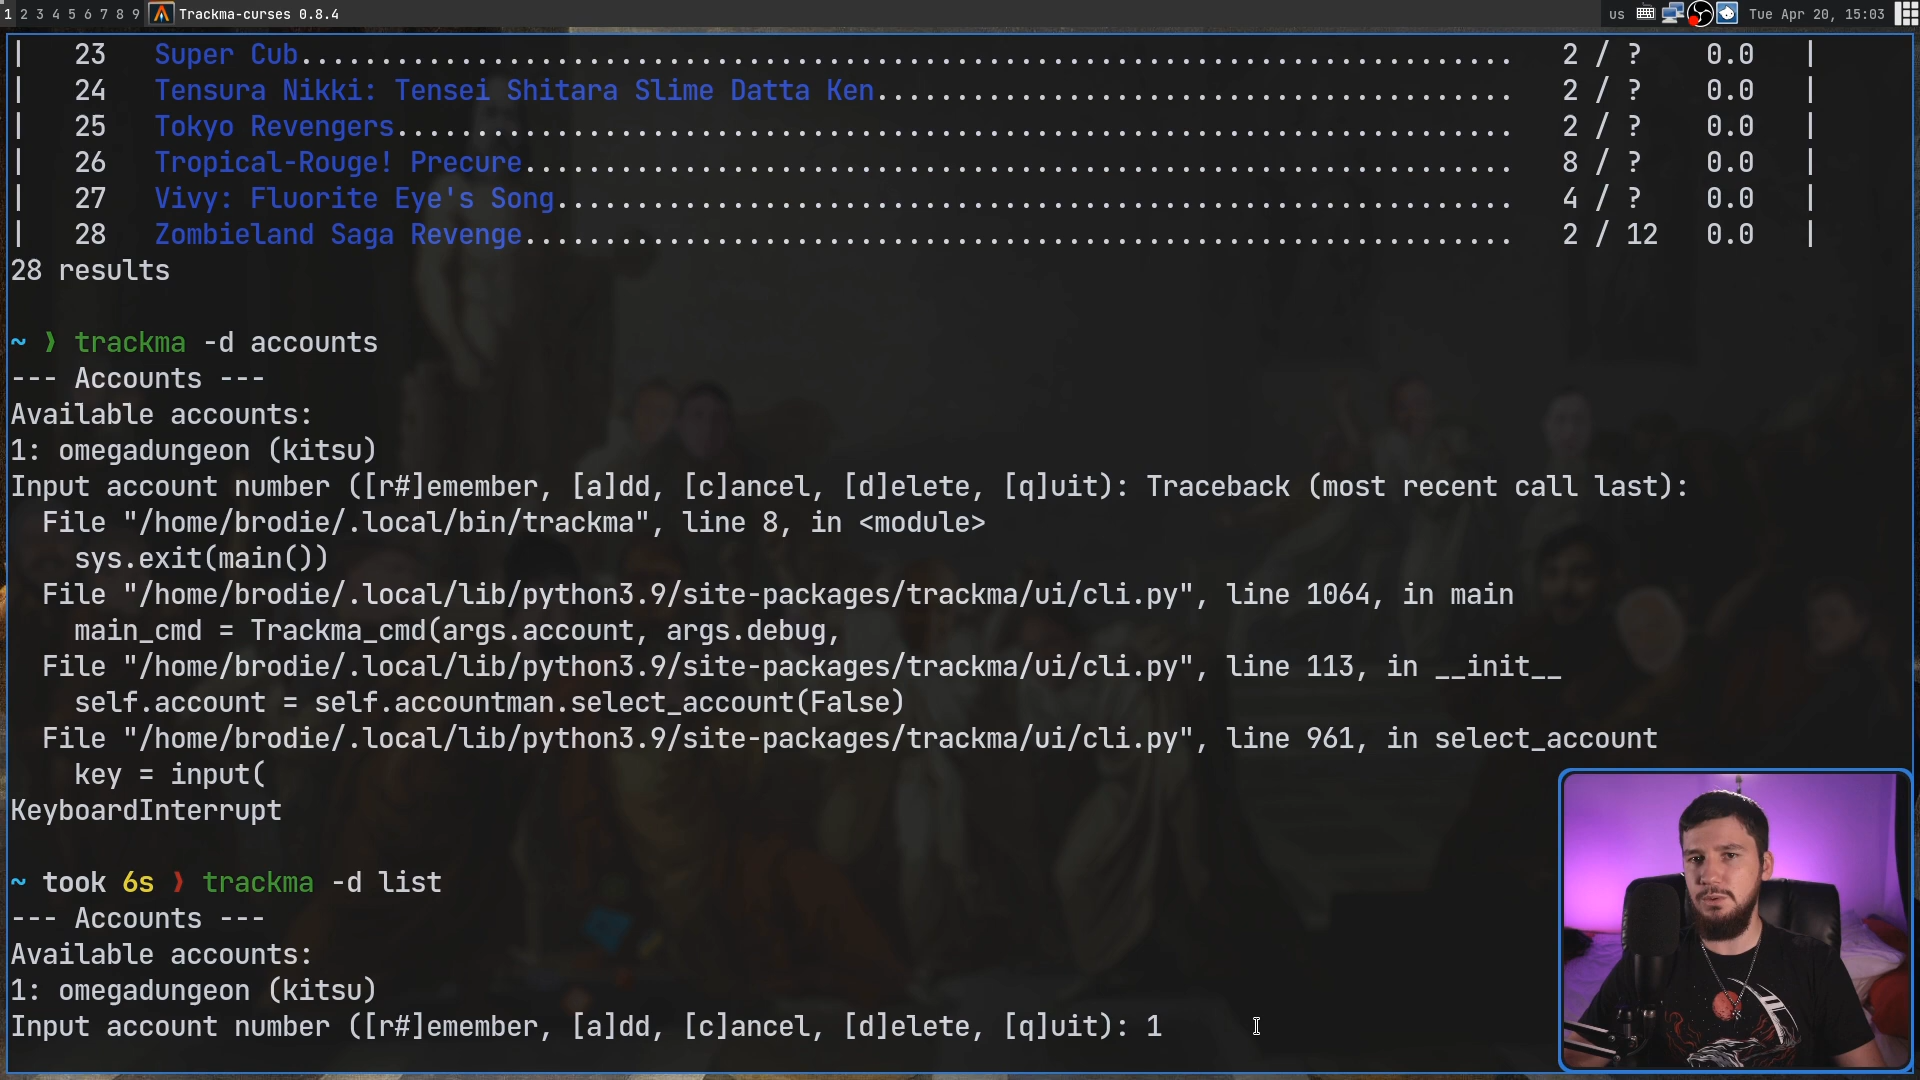 1 2 3 4 5 6 7 8 9 Trackma-curses 0.8.4 us Tue Apr 20, 15:03
| 23 Super Cub............................................................................ 2 / ? 0.0 |
| 24 Tensura Nikki: Tensei Shitara Slime Datta Ken........................................ 2 / ? 0.0 |
| 25 Tokyo Revengers...................................................................... 2 / ? 0.0 |
| 26 Tropical-Rouge! Precure.............................................................. 8 / ? 0.0 |
| 27 Vivy: Fluorite Eye's Song............................................................ 4 / ? 0.0 |
| 28 Zombieland Saga Revenge.............................................................. 2 / 12 0.0 |
28 results
~ ❯ trackma -d accounts
--- Accounts ---
Available accounts:
1: omegadungeon (kitsu)
Input account number ([r#]emember, [a]dd, [c]ancel, [d]elete, [q]uit): Traceback (most recent call last):
File "/home/brodie/.local/bin/trackma", line 8, in <module>
sys.exit(main())
File "/home/brodie/.local/lib/python3.9/site-packages/trackma/ui/cli.py", line 1064, in main
main_cmd = Trackma_cmd(args.account, args.debug,
File "/home/brodie/.local/lib/python3.9/site-packages/trackma/ui/cli.py", line 113, in __init__
self.account = self.accountman.select_account(False)
File "/home/brodie/.local/lib/python3.9/site-packages/trackma/ui/cli.py", line 961, in select_account
key = input(
KeyboardInterrupt
~ took 6s ❯ trackma -d list
--- Accounts ---
Available accounts:
1: omegadungeon (kitsu)
Input account number ([r#]emember, [a]dd, [c]ancel, [d]elete, [q]uit): 1